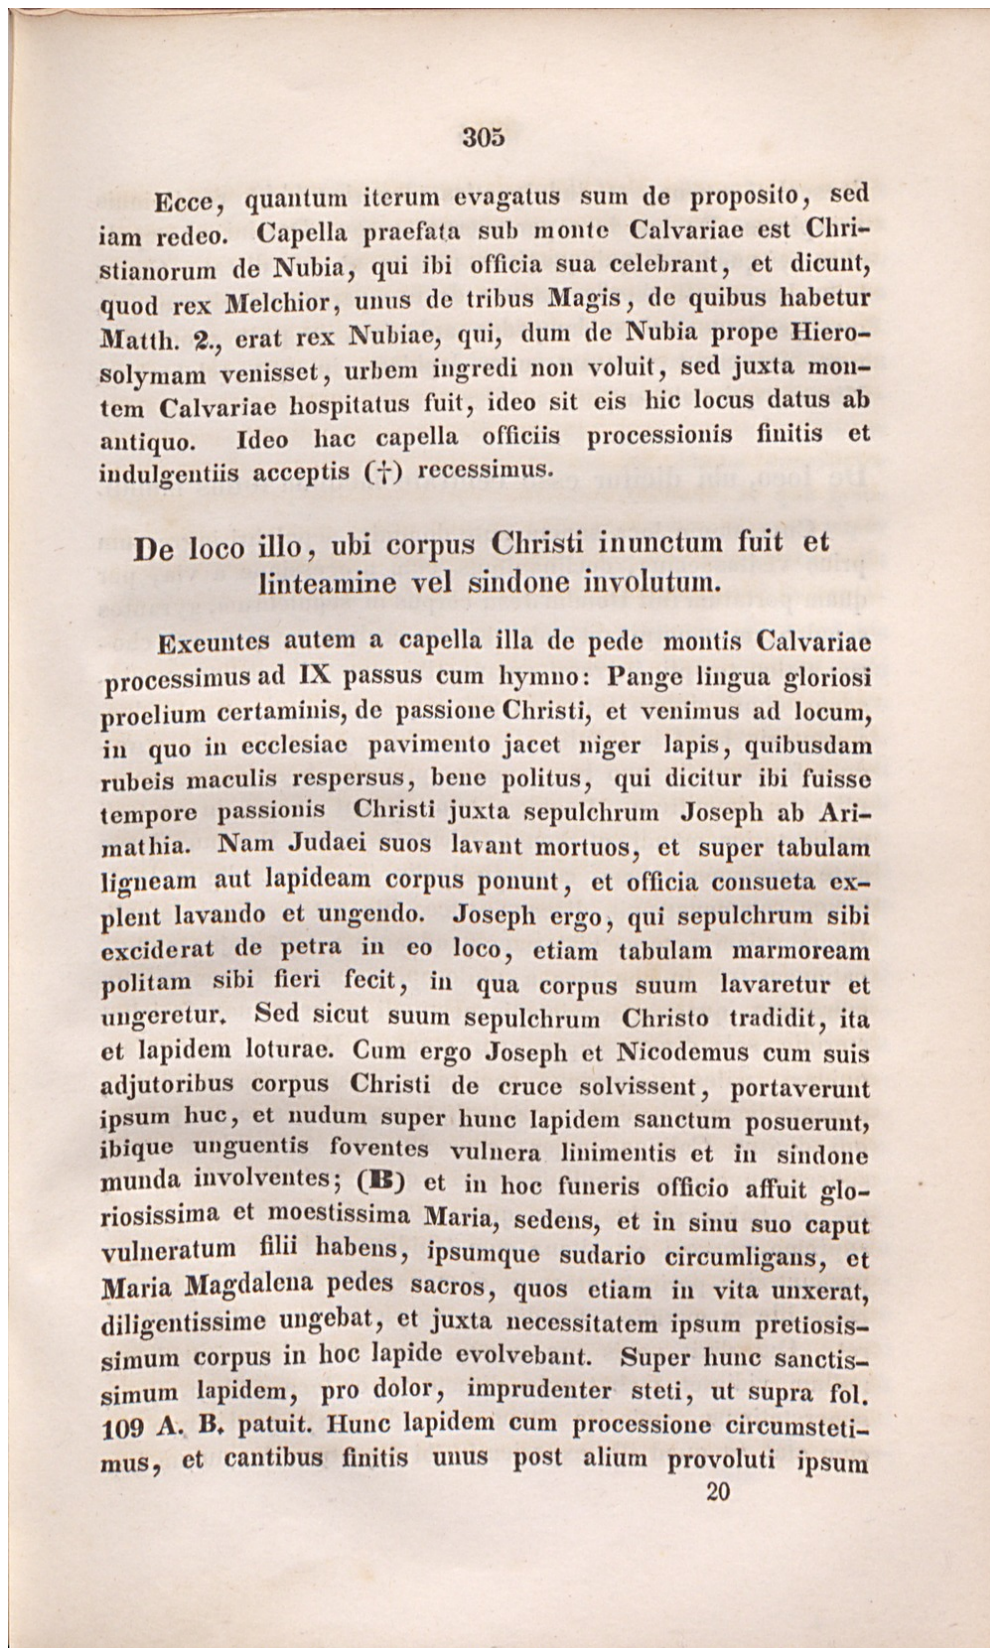 305
Ecce, quantum iterum evagatus sum de proposito, sed
iam redeo. Capella praefata sub monte Calvariae est Chri-
stianorum de Nubia, qui ibi officia sua celebrant, et dicunt,
quod rex Melchior, unus de tribus Magis, de quibus habetur
Matth. 2., erat rex Nubiae, qui, dum de Nubia prope Hiero-
solymam venisset, urbem ingredi non voluit, sed juxta mon-
tem Calvariae hospitatus fuit, ideo sit eis hic locus datus ab
antiquo. Ideo hac capella officiis processionis finitis et
indulgentiis acceptis (†) recessimus.
De loco illo, ubi corpus Christi inunctum fuit et
linteamine vel sindone involutum.
Exeuntes autem a capella illa de pede montis Calvariae
processimus ad IX passus cum hymno: Pange lingua gloriosi
proelium certaminis, de passione Christi, et venimus ad locum,
in quo in ecclesiae pavimento jacet niger lapis, quibusdam
rubeis maculis respersus, bene politus, qui dicitur ibi fuisse
tempore passionis Christi juxta sepulchrum Joseph ab Ari-
mathia. Nam Judaei suos lavant mortuos, et super tabulam
ligneam aut lapideam corpus ponunt, et officia consueta ex-
plent lavando et ungendo. Joseph ergo, qui sepulchrum sibi
exciderat de petra in eo loco, etiam tabulam marmoream
politam sibi fieri fecit, in qua corpus suum lavaretur et
ungeretur. Sed sicut suum sepulchrum Christo tradidit, ita
et lapidem loturae. Cum ergo Joseph et Nicodemus cum suis
adjutoribus corpus Christi de cruce solvissent, portaverunt
ipsum huc, et nudum super hunc lapidem sanctum posuerunt,
ibique unguentis foventes vulnera linimentis et in sindone
munda involventes; (B) et in hoc funeris officio affuit glo-
riosissima et moestissima Maria, sedens, et in sinu suo caput
vulneratum filii habens, ipsumque sudario circumligans, et
Maria Magdalena pedes sacros, quos etiam in vita unxerat,
diligentissime ungebat, et juxta necessitatem ipsum pretiosis-
simum corpus in hoc lapide evolvebant. Super hunc sanctis-
simum lapidem, pro dolor, imprudenter steti, ut supra fol.
109 A. B. patuit. Hunc lapidem cum processione circumsteti-
mus, et cantibus finitis unus post alium provoluti ipsum
20